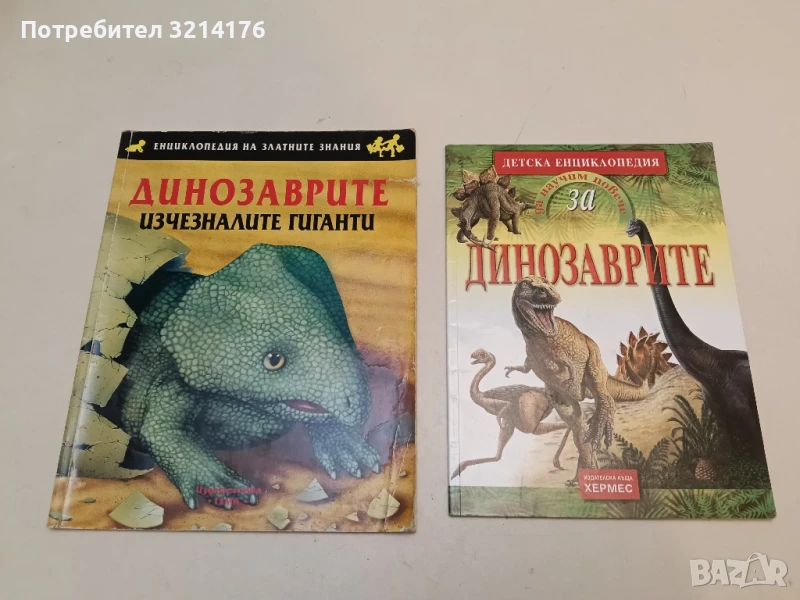 Потребител 3214176
ЕНЦИКЛОПЕДИЯ НА ЗЛАТНИТЕ ЗНАНИЯ
ДИНОЗАВРИТЕ
ИЗЧЕЗНАЛИТЕ ГИГАНТИ
ДЕТСКА ЕНЦИКЛОПЕДИЯ
да научим повече
за
ДИНОЗАВРИТЕ
ИЗДАТЕЛСКА КЪЩА
ХЕРМЕС
BAZAR